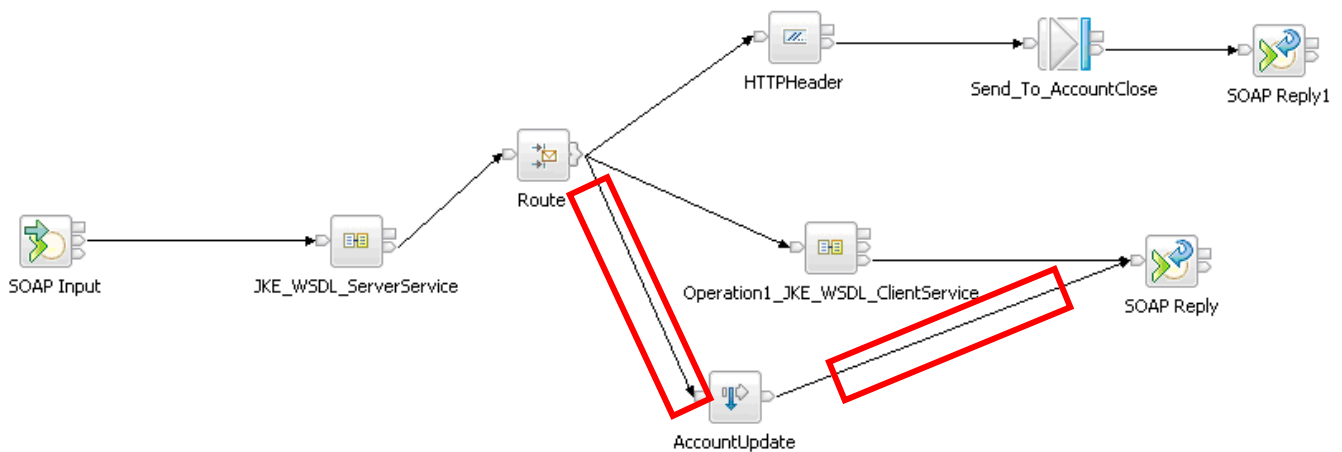 HTTPHeader
Send_To_AccountClose
SOAP Reply1
Route
SOAP Input
JKE_WSDL_ServerService
Operation1_JKE_WSDL_ClientService
SOAP Reply
AccountUpdate